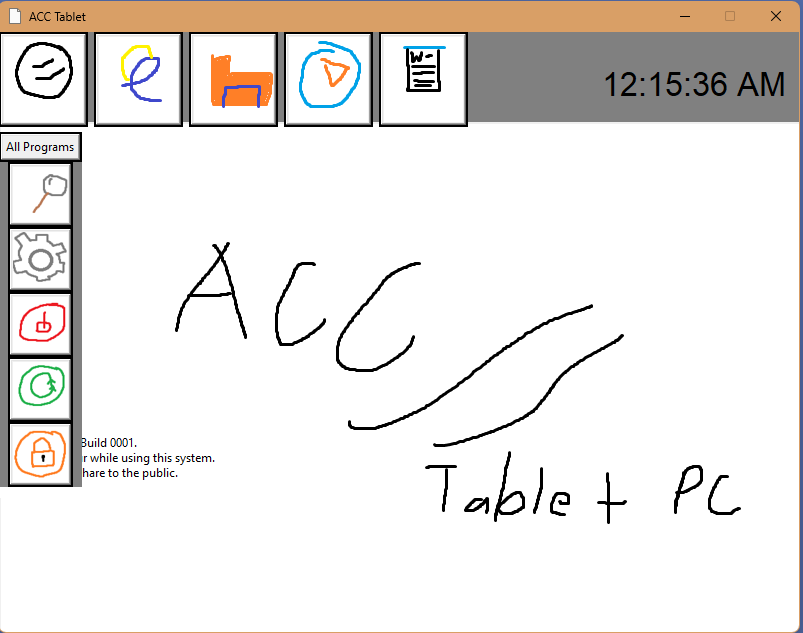 ACC Tablet
W-
12:15:36 AM
All Programs
ACC
Tablet PC
Build 0001.
while using this system.
to the public.